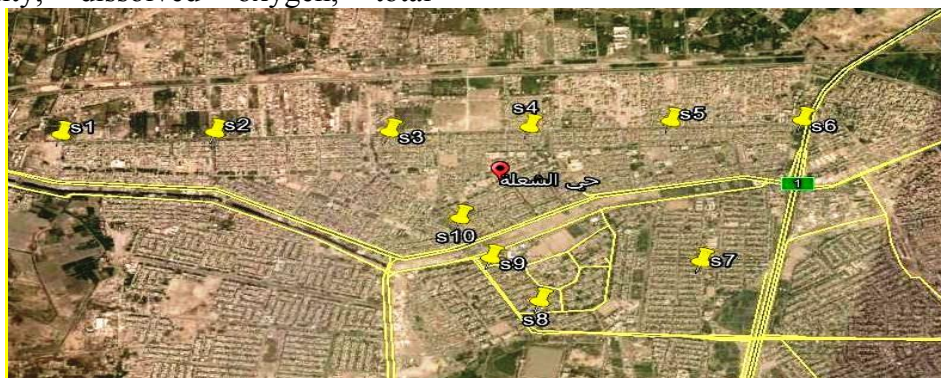 ity, dissolved oxygen, total
s4
s5
s1
s2
s3
s6
حي الشعلة
1
s10
s9
s7
s8